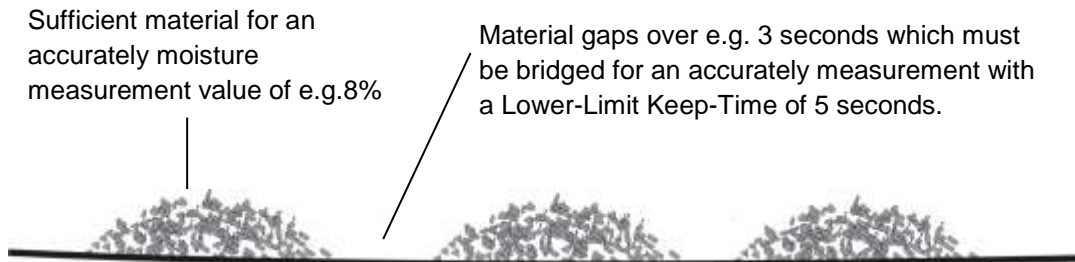 Sufficient material for an
accurately moisture
measurement value of e.g.8%
Material gaps over e.g. 3 seconds which must
be bridged for an accurately measurement with
a Lower-Limit Keep-Time of 5 seconds.